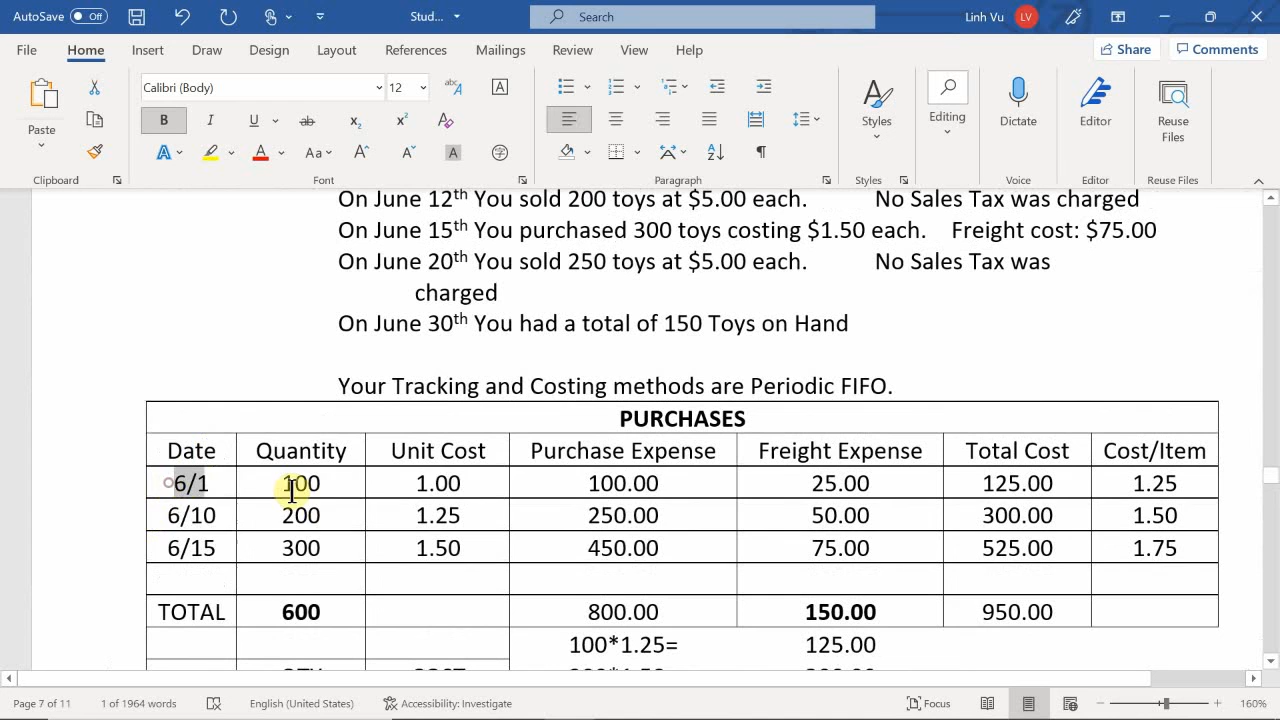 AutoSave Off Stud... Search Linh Vu LV
File Home Insert Draw Design Layout References Mailings Review View Help Share Comments
Calibri (Body) 12
Paste Styles Editing Dictate Editor Reuse Files
Clipboard Font Paragraph Styles Voice Editor Reuse Files
On June 12th You sold 200 toys at $5.00 each. No Sales Tax was charged
On June 15th You purchased 300 toys costing $1.50 each. Freight cost: $75.00
On June 20th You sold 250 toys at $5.00 each. No Sales Tax was
charged
On June 30th You had a total of 150 Toys on Hand
Your Tracking and Costing methods are Periodic FIFO.
PURCHASES
Date Quantity Unit Cost Purchase Expense Freight Expense Total Cost Cost/Item
6/1 100 1.00 100.00 25.00 125.00 1.25
6/10 200 1.25 250.00 50.00 300.00 1.50
6/15 300 1.50 450.00 75.00 525.00 1.75
TOTAL 600 800.00 150.00 950.00
100*1.25= 125.00
Page 7 of 11 1 of 1964 words English (United States) Accessibility: Investigate Focus 160%